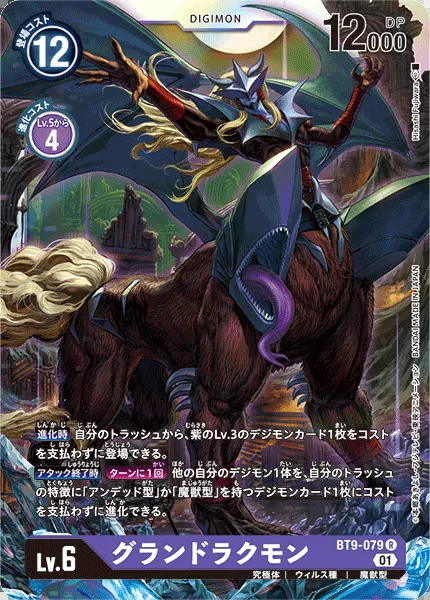 DIGIMON
登場コスト
12
12000
DP
進化コスト
Lv.5から
4
Hitoshi Fujiwara
BANDAI MADE IN JAPAN
進化時 自分のトラッシュから、紫のLv.3のデジモンカード1枚をコスト
を支払わずに登場できる。
アタック終了時 ターンに1回 他の自分のデジモン1体を、自分のトラッシュ
の特徴に「アンデッド型」か「魔獣型」を持つデジモンカード1枚にコスト
を支払わずに進化できる。
BT9-079 R
01
Lv.6
グランドラクモン
究極体 | ウィルス種 | 魔獣型